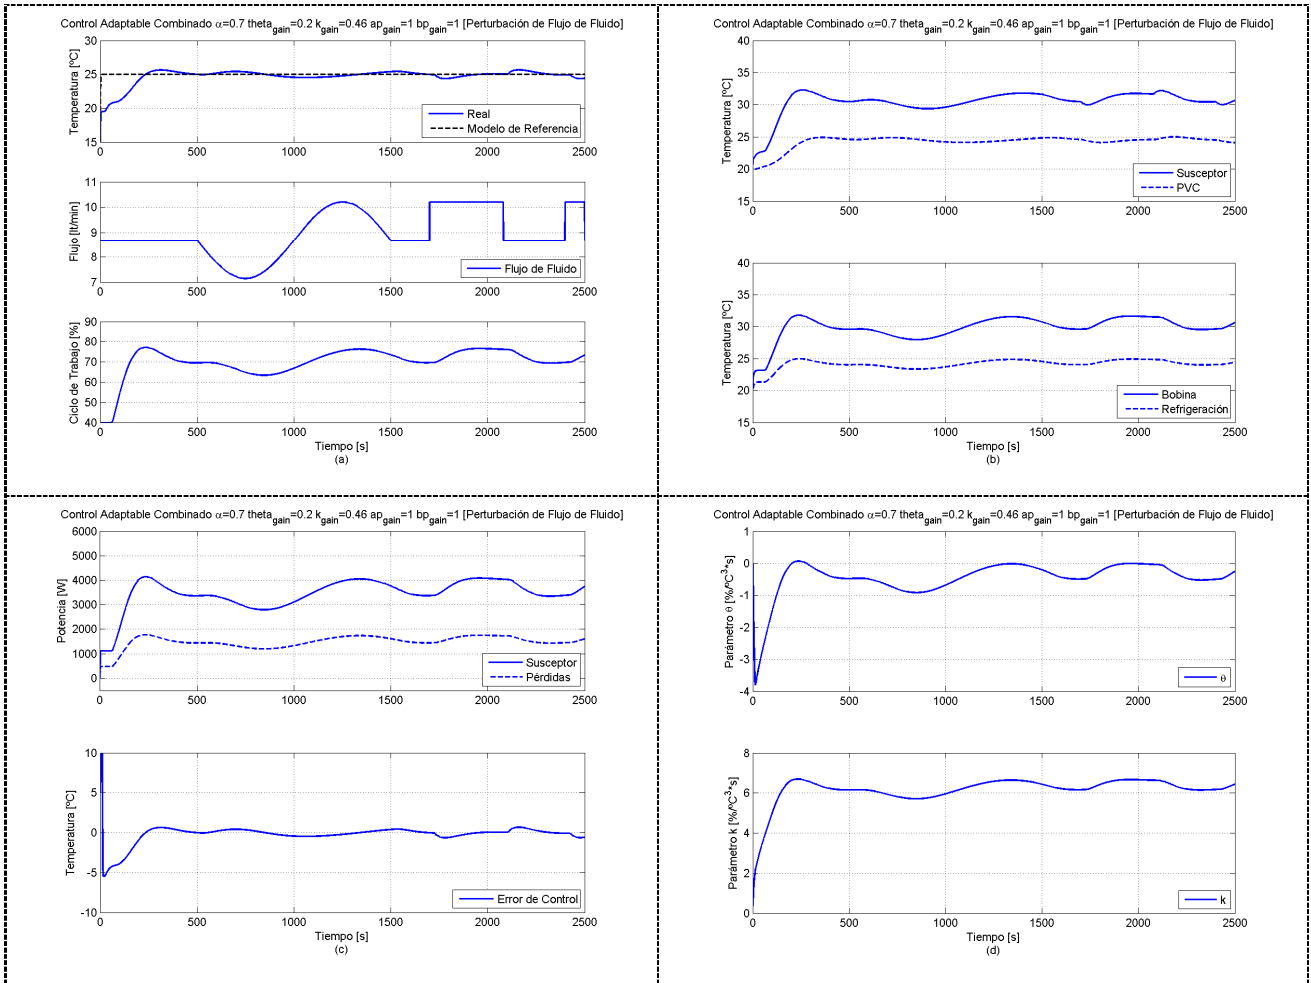 Control Adaptable Combinado α=0.7 theta_gain=0.2 k_gain=0.46 ap_gain=1 bp_gain=1 [Perturbación de Flujo de Fluido]
Temperatura [ºC]
30
25
20
15
Real
Modelo de Referencia
0 500 1000 1500 2000 2500
Flujo [lt/min]
11
10
9
8
7
Flujo de Fluido
0 500 1000 1500 2000 2500
Ciclo de Trabajo [%]
90
80
70
60
50
40
0 500 1000 1500 2000 2500
Tiempo [s]
(a)
Control Adaptable Combinado α=0.7 theta_gain=0.2 k_gain=0.46 ap_gain=1 bp_gain=1 [Perturbación de Flujo de Fluido]
Temperatura [ºC]
40
35
30
25
20
15
Susceptor
PVC
0 500 1000 1500 2000 2500
Temperatura [ºC]
40
35
30
25
20
15
Bobina
Refrigeración
0 500 1000 1500 2000 2500
Tiempo [s]
(b)
Control Adaptable Combinado α=0.7 theta_gain=0.2 k_gain=0.46 ap_gain=1 bp_gain=1 [Perturbación de Flujo de Fluido]
Potencia [W]
6000
5000
4000
3000
2000
1000
0
Susceptor
Pérdidas
0 500 1000 1500 2000 2500
Temperatura [ºC]
10
5
0
-5
-10
Error de Control
0 500 1000 1500 2000 2500
Tiempo [s]
(c)
Control Adaptable Combinado α=0.7 theta_gain=0.2 k_gain=0.46 ap_gain=1 bp_gain=1 [Perturbación de Flujo de Fluido]
Parámetro θ [%/ºC³*s]
1
0
-1
-2
-3
-4
θ
0 500 1000 1500 2000 2500
Parámetro k [%/ºC³*s]
8
6
4
2
0
k
0 500 1000 1500 2000 2500
Tiempo [s]
(d)